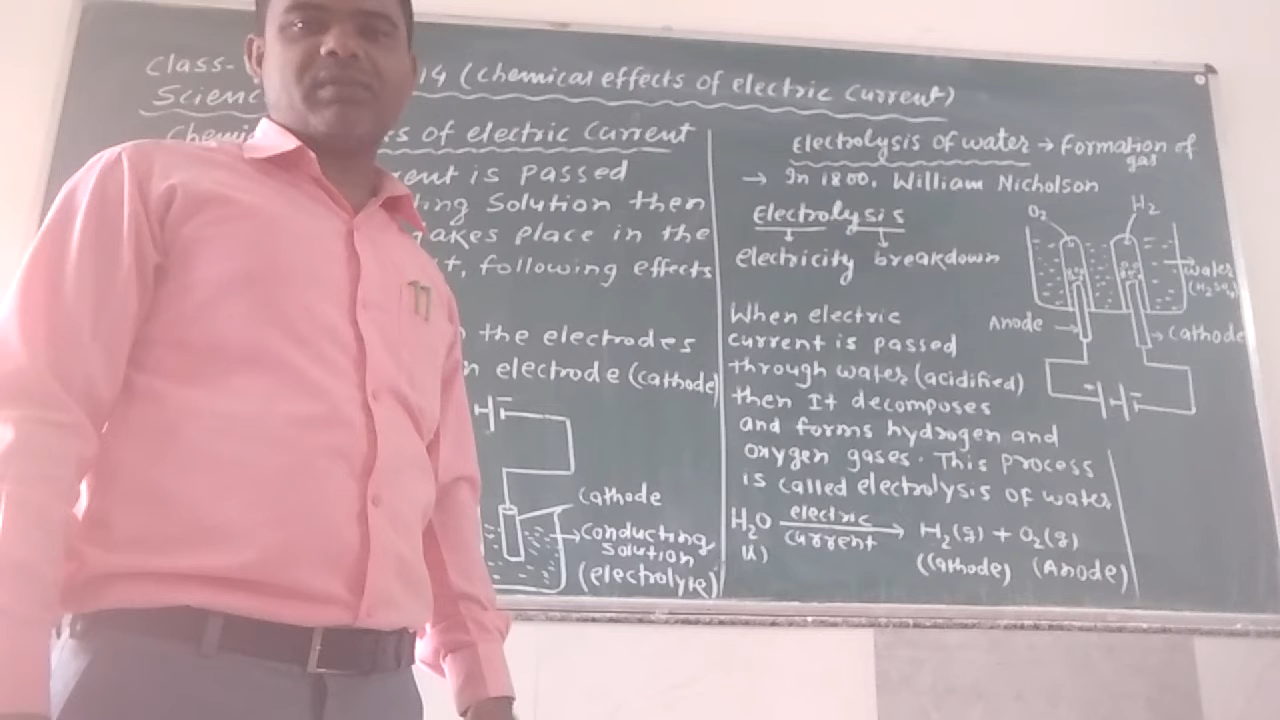 Class- 14 (chemical effects of electric current)
Scienc
Chemi s of electric current
rent is passed
ting solution then
takes place in the
t, following effects
n the electrodes
n electrode (cathode)
cathode
conducting
solution
(electrolyte)
Electrolysis of water → Formation of
gas
→ In 1800, William Nicholson
Electrolysis
electricity breakdown
O2
H2
water
(H2SO4)
Anode
Cathode
When electric
current is passed
through water (acidified)
then It decomposes
and forms hydrogen and
oxygen gases. This process
is called electrolysis of water
H2O electric current → H2(g) + O2(g)
(l) (Cathode) (Anode)